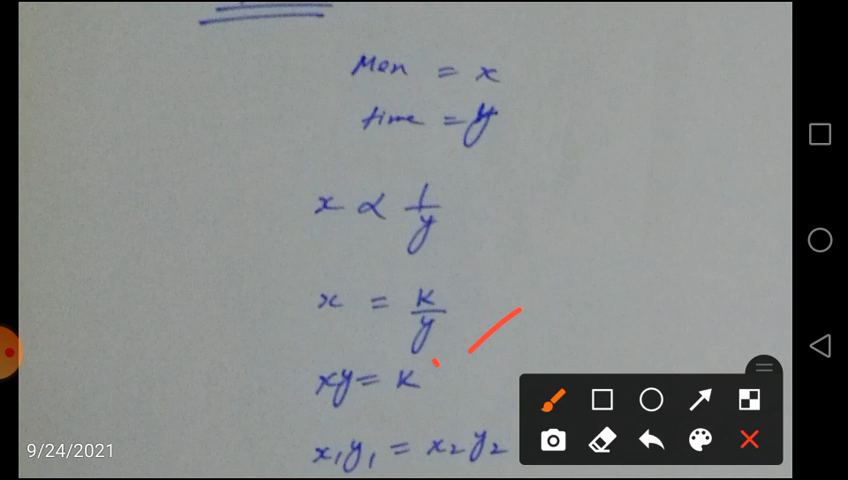 Men = x
time = y
x ∝ 1/y
x = K/y
xy = K
x₁y₁ = x₂y₂
9/24/2021